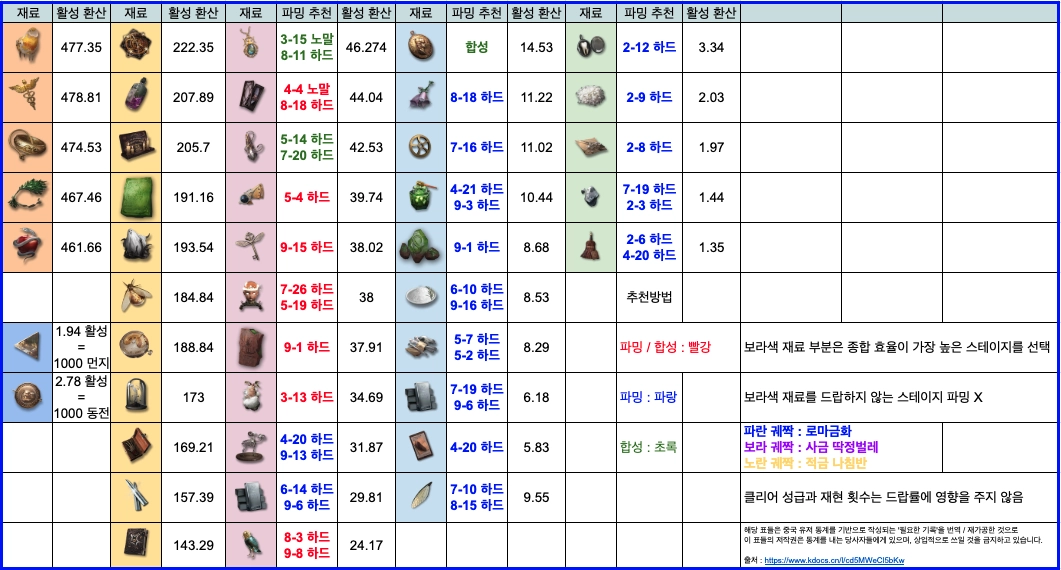 재료 활성 환산 재료 활성 환산 재료 파밍 추천 활성 환산 재료 파밍 추천 활성 환산 재료 파밍 추천 활성 환산
477.35 222.35 3-15 노말 46.274 합성 14.53 2-12 하드 3.34
8-11 하드
478.81 207.89 4-4 노말 44.04 8-18 하드 11.22 2-9 하드 2.03
8-18 하드
474.53 205.7 5-14 하드 42.53 7-16 하드 11.02 2-8 하드 1.97
7-20 하드
467.46 191.16 5-4 하드 39.74 4-21 하드 10.44 7-19 하드 1.44
9-3 하드 2-3 하드
461.66 193.54 9-15 하드 38.02 9-1 하드 8.68 2-6 하드 1.35
4-20 하드
184.84 7-26 하드 38 6-10 하드 8.53 추천방법
5-19 하드 9-16 하드
1.94 활성
=
1000 먼지
188.84 9-1 하드 37.91 5-7 하드 8.29 파밍 / 합성 : 빨강 보라색 재료 부분은 종합 효율이 가장 높은 스테이지를 선택
5-2 하드
2.78 활성
=
1000 동전
173 3-13 하드 34.69 7-19 하드 6.18 파밍 : 파랑 보라색 재료를 드랍하지 않는 스테이지 파밍 X
9-6 하드
169.21 4-20 하드 31.87 4-20 하드 5.83 합성 : 초록
9-13 하드
파란 궤짝 : 로마금화
보라 궤짝 : 사금 딱정벌레
노란 궤짝 : 적금 나침반
157.39 6-14 하드 29.81 7-10 하드 9.55 클리어 성급과 재현 횟수는 드랍률에 영향을 주지 않음
9-6 하드 8-15 하드
143.29 8-3 하드 24.17
9-8 하드
해당 표들은 중국 유저 통계를 기반으로 작성되는 '필요한 기록'을 번역 / 재가공한 것으로
이 표들의 저작권은 통계를 내는 당사자들에게 있으며, 상업적으로 쓰일 것을 금지하고 있습니다.
출처 : https://www.kdocs.cn/l/cd5MWeCl5bKw